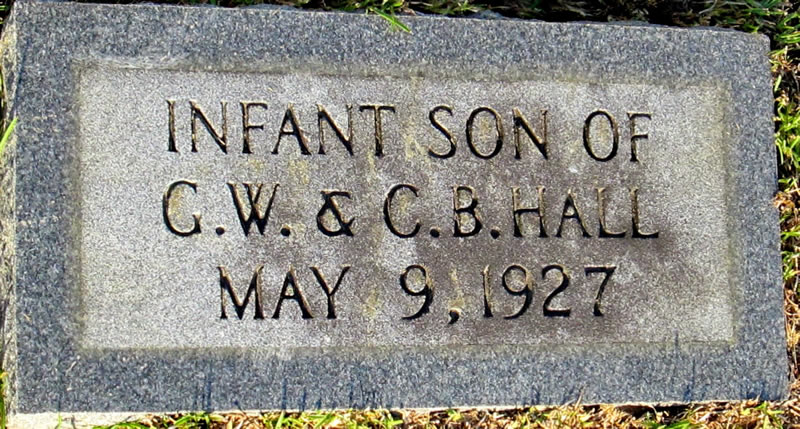 INFANT SON OF
G.W. & C.B. HALL
MAY 9, 1927